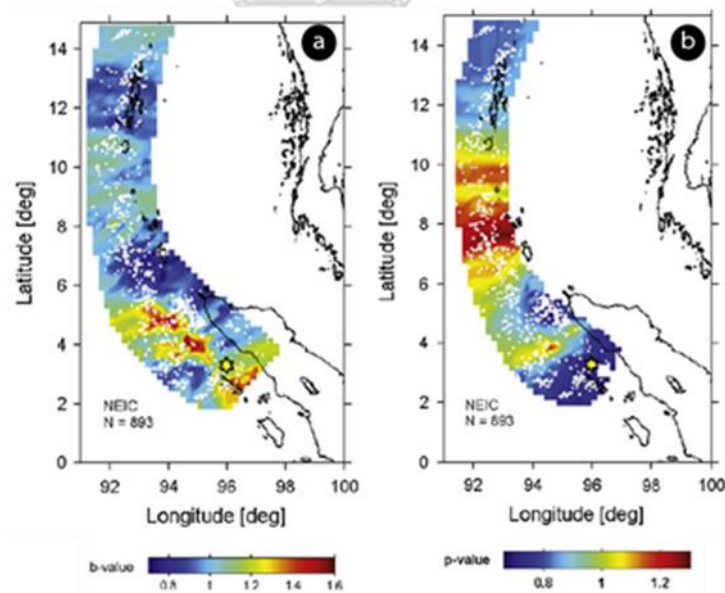 a
b
14
12
10
8
6
4
2
0
Latitude [deg]
NEIC
N = 893
92 94 96 98 100
Longitude [deg]
14
12
10
8
6
4
2
0
Latitude [deg]
NEIC
N = 893
92 94 96 98 100
Longitude [deg]
b-value
0.8 1 1.2 1.4 1.6
p-value
0.8 1 1.2